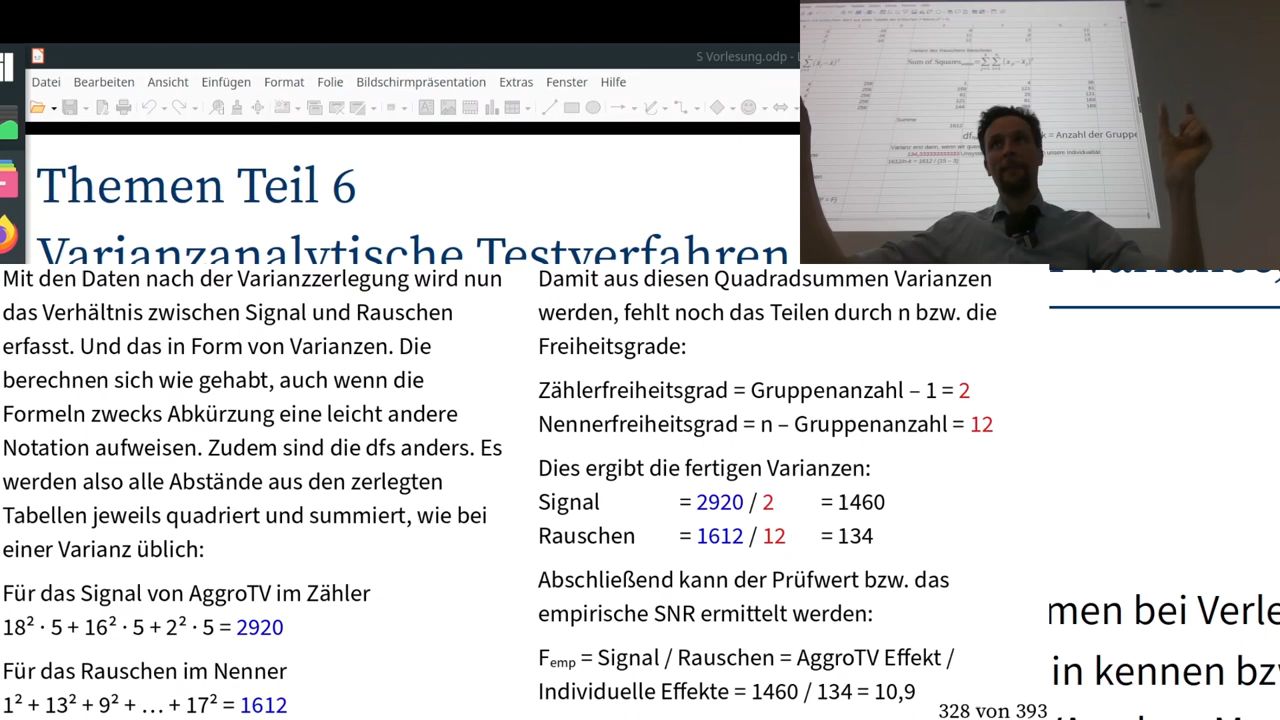 S Vorlesung.odp - L
Datei Bearbeiten Ansicht Einfügen Format Folie Bildschirmpräsentation Extras Fenster Hilfe
Themen Teil 6
Varianzanalytische Testverfahren
Sum of Squares
Summe
1612
= Anzahl der Gruppe
1612/n-k = 1612 / (15 – 3)
Mit den Daten nach der Varianzzerlegung wird nun
das Verhältnis zwischen Signal und Rauschen
erfasst. Und das in Form von Varianzen. Die
berechnen sich wie gehabt, auch wenn die
Formeln zwecks Abkürzung eine leicht andere
Notation aufweisen. Zudem sind die dfs anders. Es
werden also alle Abstände aus den zerlegten
Tabellen jeweils quadriert und summiert, wie bei
einer Varianz üblich:
Für das Signal von AggroTV im Zähler
18² · 5 + 16² · 5 + 2² · 5 = 2920
Für das Rauschen im Nenner
1² + 13² + 9² + … + 17² = 1612
Damit aus diesen Quadradsummen Varianzen
werden, fehlt noch das Teilen durch n bzw. die
Freiheitsgrade:
Zählerfreiheitsgrad = Gruppenanzahl – 1 = 2
Nennerfreiheitsgrad = n – Gruppenanzahl = 12
Dies ergibt die fertigen Varianzen:
Signal = 2920 / 2 = 1460
Rauschen = 1612 / 12 = 134
Abschließend kann der Prüfwert bzw. das
empirische SNR ermittelt werden:
Fₑₘₚ = Signal / Rauschen = AggroTV Effekt /
Individuelle Effekte = 1460 / 134 = 10,9
328 von 393
men bei Verle
in kennen bzw